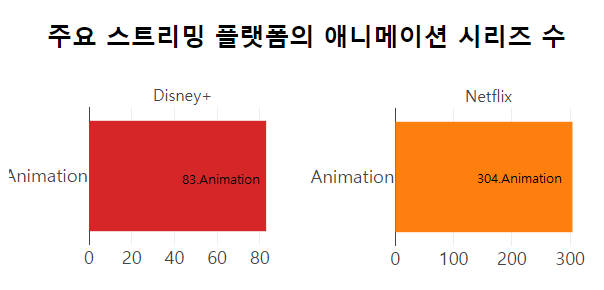 주요 스트리밍 플랫폼의 애니메이션 시리즈 수
Disney+
Animation
83.Animation
0 20 40 60 80
Netflix
Animation
304.Animation
0 100 200 300